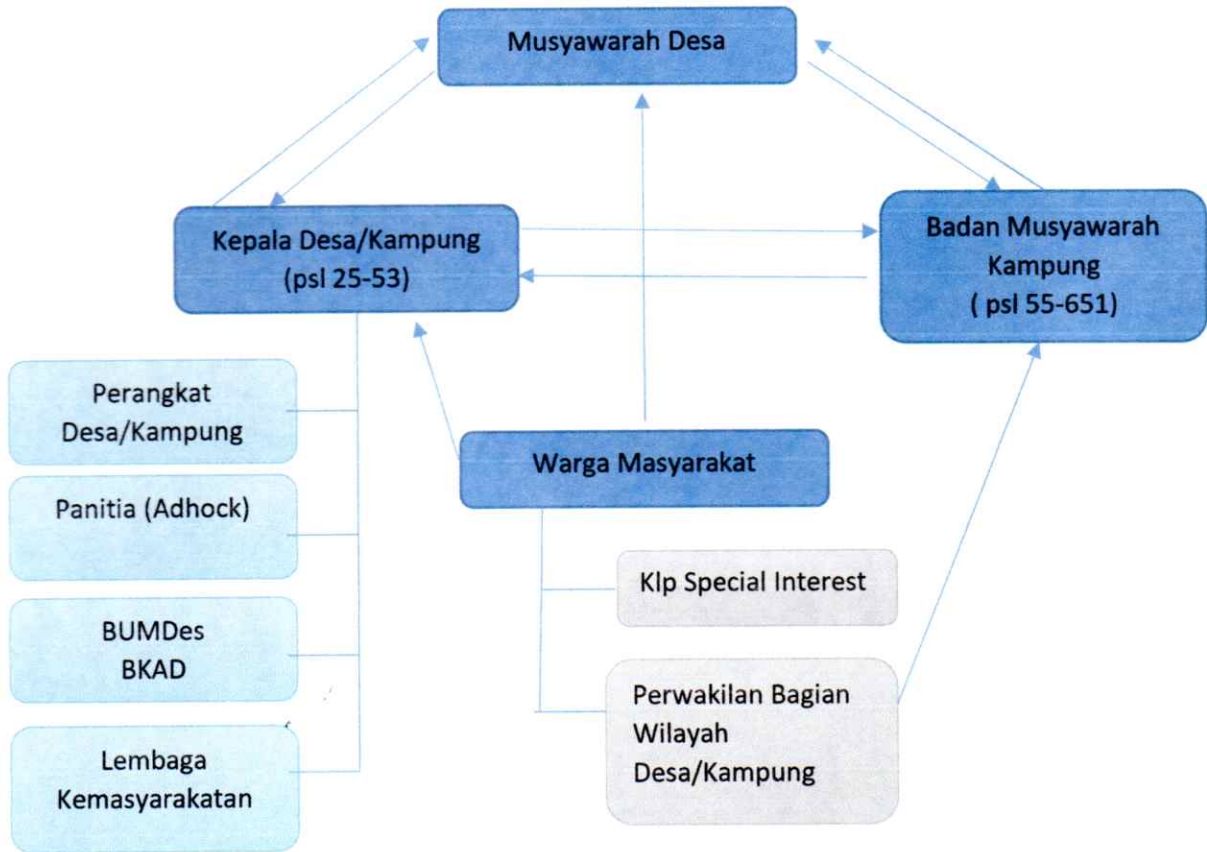 Musyawarah Desa
Kepala Desa/Kampung
(psl 25-53)
Badan Musyawarah
Kampung
( psl 55-651)
Perangkat
Desa/Kampung
Warga Masyarakat
Panitia (Adhock)
Klp Special Interest
BUMDes
BKAD
Perwakilan Bagian
Wilayah
Desa/Kampung
Lembaga
Kemasyarakatan